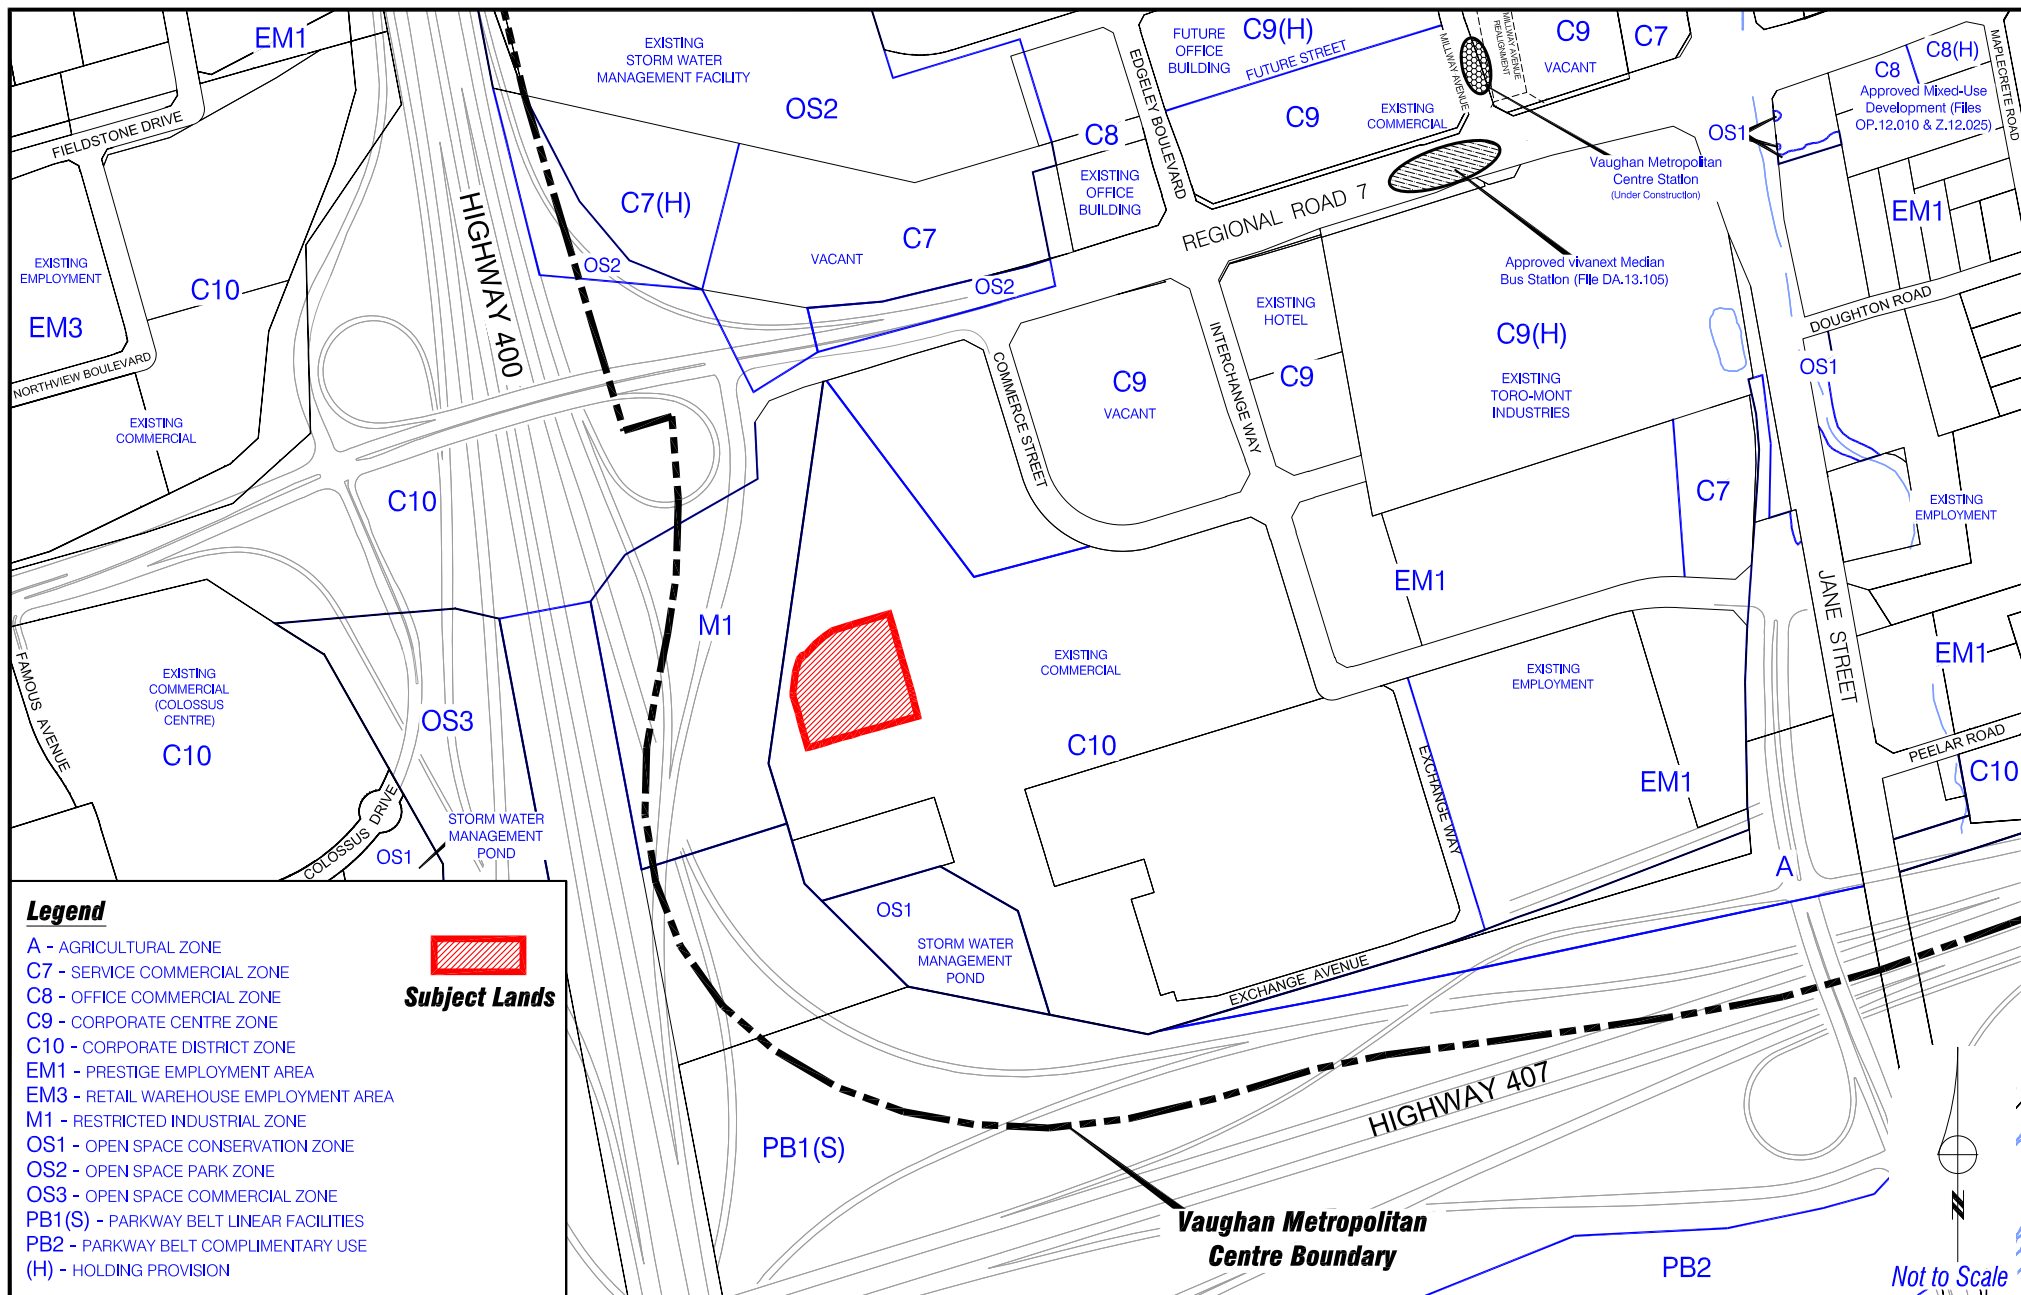 EM1
EXISTING
STORM WATER
MANAGEMENT FACILITY
OS2
FUTURE
OFFICE
BUILDING
C9(H)
FUTURE STREET
MILLWAY AVENUE
MILLWAY AVENUE
REALIGNMENT
C9
VACANT
C7
C8(H)
C8
Approved Mixed-Use
Development (Files
OP.12.010 & Z.12.025)
MAPLECRETE ROAD
FIELDSTONE DRIVE
C8
EDGELEY BOULEVARD
C9
EXISTING
COMMERCIAL
OS1
Vaughan Metropolitan
Centre Station
(Under Construction)
EXISTING
OFFICE
BUILDING
REGIONAL ROAD 7
EM1
HIGHWAY 400
C7(H)
VACANT
C7
OS2
OS2
Approved vivanext Median
Bus Station (File DA.13.105)
EXISTING
EMPLOYMENT
EM3
C10
NORTHVIEW BOULEVARD
EXISTING
COMMERCIAL
COMMERCE STREET
C9
VACANT
INTERCHANGE WAY
EXISTING
HOTEL
C9
C9(H)
EXISTING
TORO-MONT
INDUSTRIES
DOUGHTON ROAD
OS1
C10
C7
EXISTING
EMPLOYMENT
EM1
JANE STREET
M1
EXISTING
COMMERCIAL
C10
EXISTING
EMPLOYMENT
EM1
EM1
PEELAR ROAD
C10
FAMOUS AVENUE
EXISTING
COMMERCIAL
(COLOSSUS
CENTRE)
C10
OS3
COLOSSUS DRIVE
STORM WATER
MANAGEMENT
POND
OS1
EXCHANGE WAY
A
OS1
STORM WATER
MANAGEMENT
POND
EXCHANGE AVENUE
HIGHWAY 407
PB1(S)
Vaughan Metropolitan
Centre Boundary
PB2
N
Not to Scale
Legend
A - AGRICULTURAL ZONE
C7 - SERVICE COMMERCIAL ZONE
C8 - OFFICE COMMERCIAL ZONE
C9 - CORPORATE CENTRE ZONE
C10 - CORPORATE DISTRICT ZONE
EM1 - PRESTIGE EMPLOYMENT AREA
EM3 - RETAIL WAREHOUSE EMPLOYMENT AREA
M1 - RESTRICTED INDUSTRIAL ZONE
OS1 - OPEN SPACE CONSERVATION ZONE
OS2 - OPEN SPACE PARK ZONE
OS3 - OPEN SPACE COMMERCIAL ZONE
PB1(S) - PARKWAY BELT LINEAR FACILITIES
PB2 - PARKWAY BELT COMPLIMENTARY USE
(H) - HOLDING PROVISION
Subject Lands